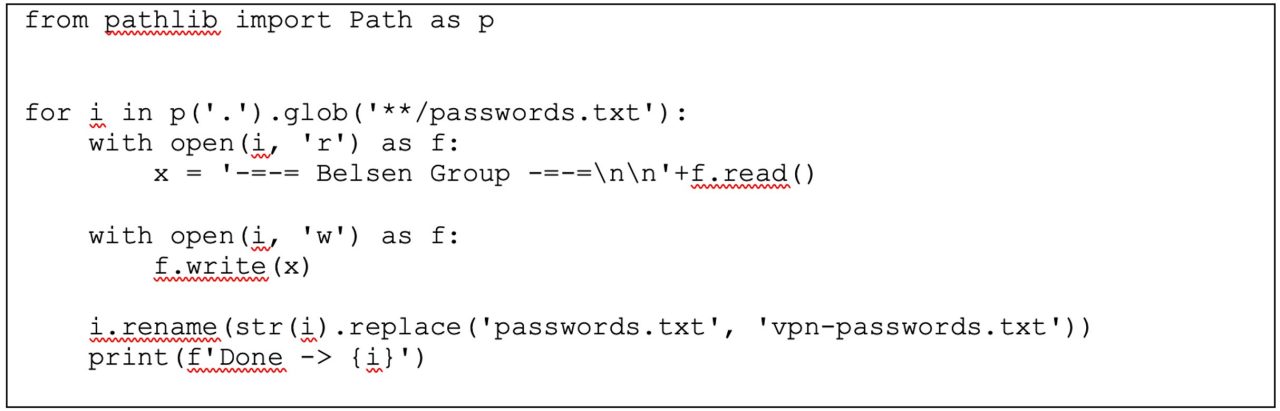 from pathlib import Path as p
for i in p('.').glob('**/passwords.txt'):
    with open(i, 'r') as f:
        x = '-=-= Belsen Group -=-=\n\n'+f.read()
    with open(i, 'w') as f:
        f.write(x)
    i.rename(str(i).replace('passwords.txt', 'vpn-passwords.txt'))
    print(f'Done -> {i}')